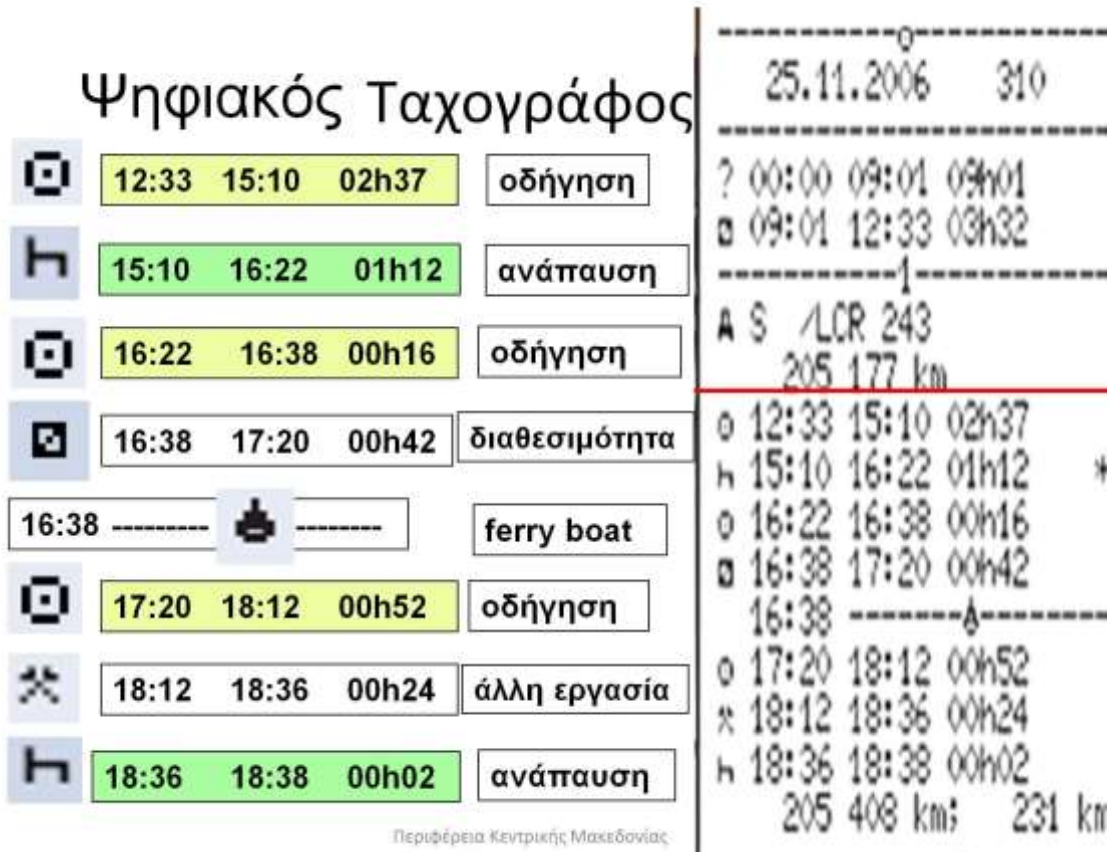 Ψηφιακός Ταχογράφος
12:33 15:10 02h37 οδήγηση
15:10 16:22 01h12 ανάπαυση
16:22 16:38 00h16 οδήγηση
16:38 17:20 00h42 διαθεσιμότητα
16:38 --------- -------- ferry boat
17:20 18:12 00h52 οδήγηση
18:12 18:36 00h24 άλλη εργασία
18:36 18:38 00h02 ανάπαυση
Περιφέρεια Κεντρικής Μακεδονίας
25.11.2006 310
? 00:00 09:01 09h01
09:01 12:33 03h32
-----------1------------
A S /LCR 243
205 177 km
12:33 15:10 02h37
15:10 16:22 01h12 *
16:22 16:38 00h16
16:38 17:20 00h42
16:38 ----------------
17:20 18:12 00h52
18:12 18:36 00h24
18:36 18:38 00h02
205 408 km; 231 km